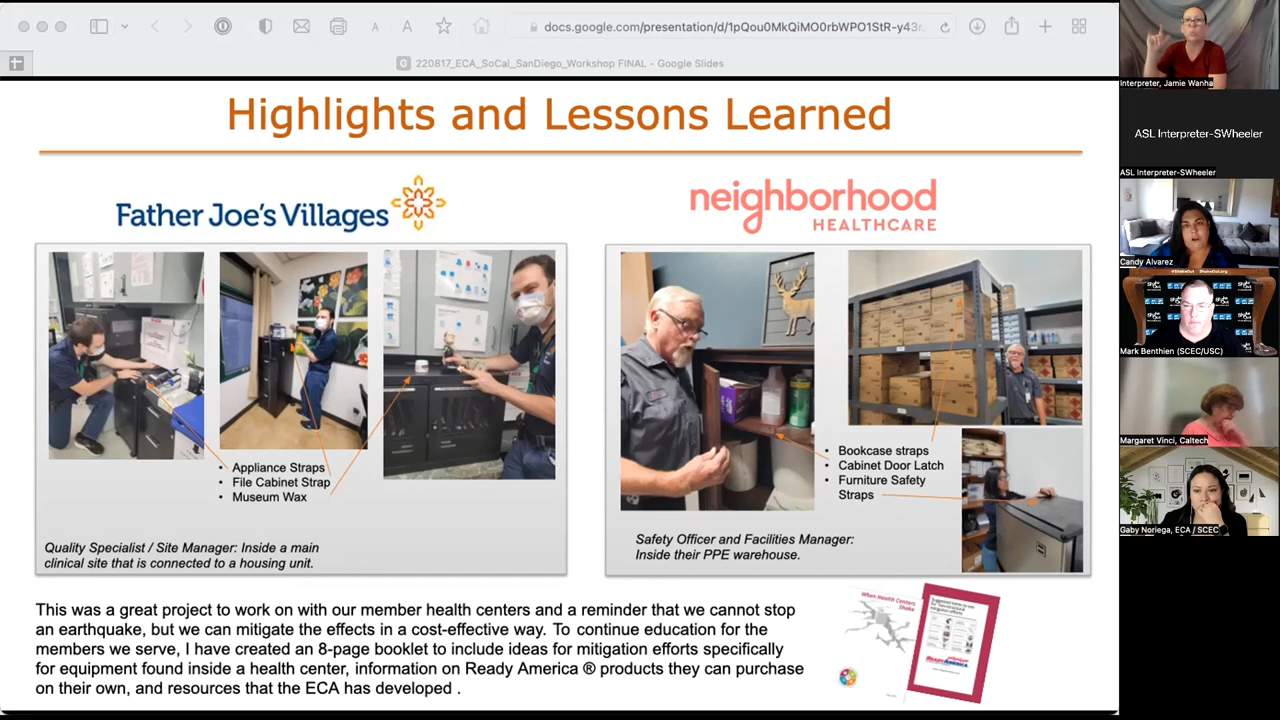 A
A
docs.google.com/presentation/d/1pQou0MkQiMO0rbWPO1StR-y43r
220817_ECA_SoCal_SanDiego_Workshop FINAL - Google Slides
Highlights and Lessons Learned
Father Joe's Villages
neighborhood
HEALTHCARE
• Appliance Straps
• File Cabinet Strap
• Museum Wax
Quality Specialist / Site Manager: Inside a main
clinical site that is connected to a housing unit.
• Bookcase straps
• Cabinet Door Latch
• Furniture Safety
Straps
Safety Officer and Facilities Manager:
Inside their PPE warehouse.
This was a great project to work on with our member health centers and a reminder that we cannot stop
an earthquake, but we can mitigate the effects in a cost-effective way. To continue education for the
members we serve, I have created an 8-page booklet to include ideas for mitigation efforts specifically
for equipment found inside a health center, information on Ready America ® products they can purchase
on their own, and resources that the ECA has developed .
When Health Centers
Shake
READYAMERICA
Interpreter, Jamie Wanha
ASL Interpreter-SWheeler
ASL Interpreter-SWheeler
Candy Alvarez
#ShakeOut ShakeOut.org
Mark Benthien (SCEC/USC)
Margaret Vinci, Caltech
Gaby Noriega, ECA / SCEC